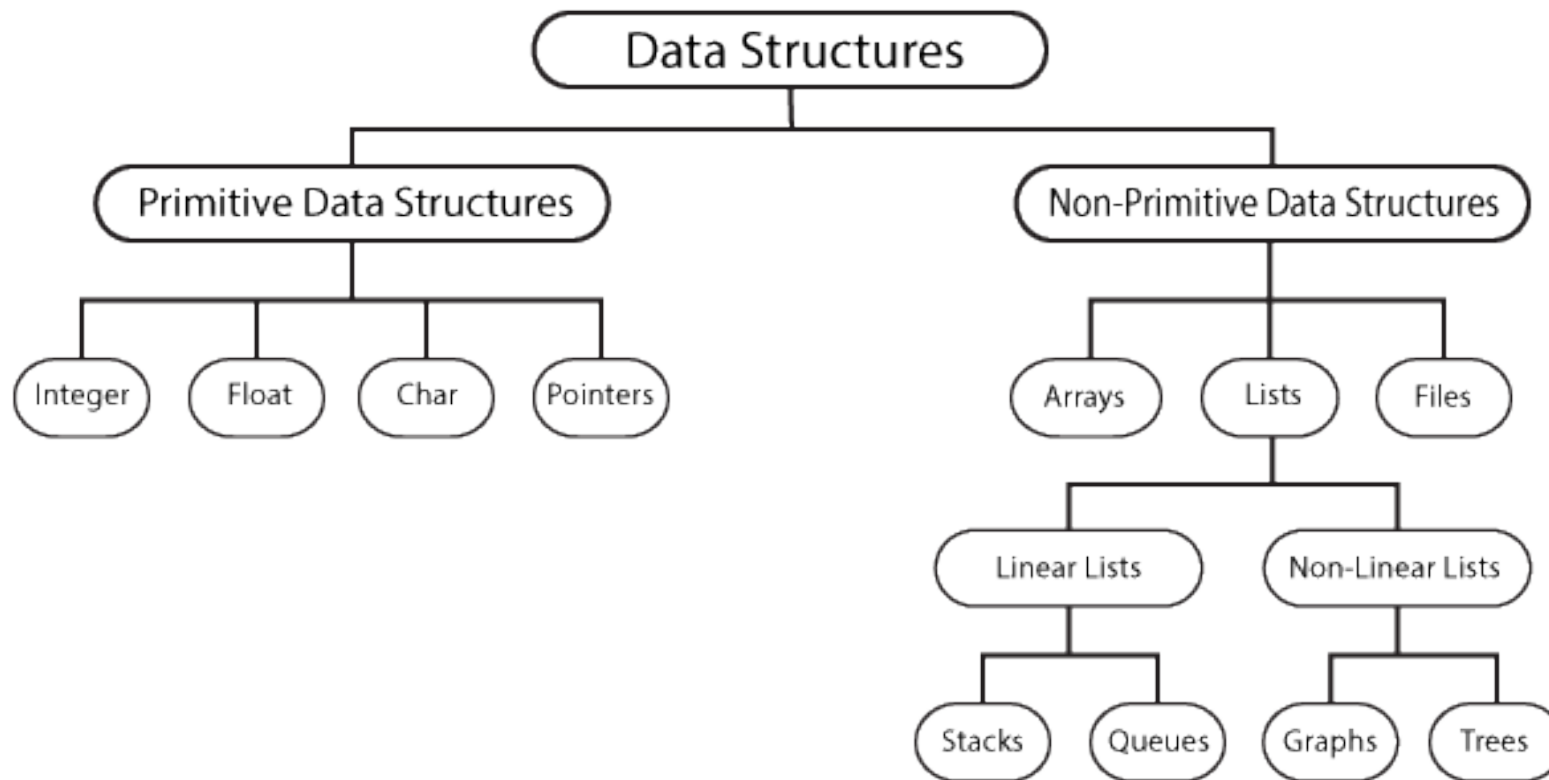 Data Structures
Primitive Data Structures
Non-Primitive Data Structures
Integer
Float
Char
Pointers
Arrays
Lists
Files
Linear Lists
Non-Linear Lists
Stacks
Queues
Graphs
Trees